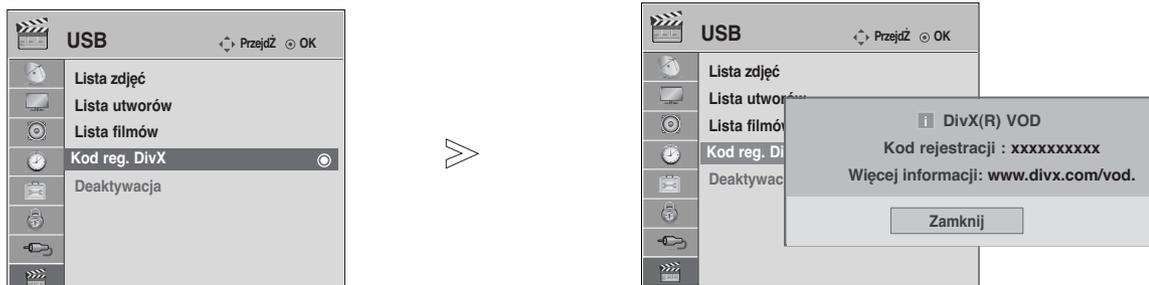 USB
PrzejdŹ OK
Lista zdjęć
Lista utworów
Lista filmów
Kod reg. DivX
Deaktywacja
USB
PrzejdŹ OK
Lista zdjęć
Lista utworów
Lista filmów
Kod reg. Di
Deaktywac
i DivX(R) VOD
Kod rejestracji : xxxxxxxxxx
Więcej informacji: www.divx.com/vod.
Zamknij